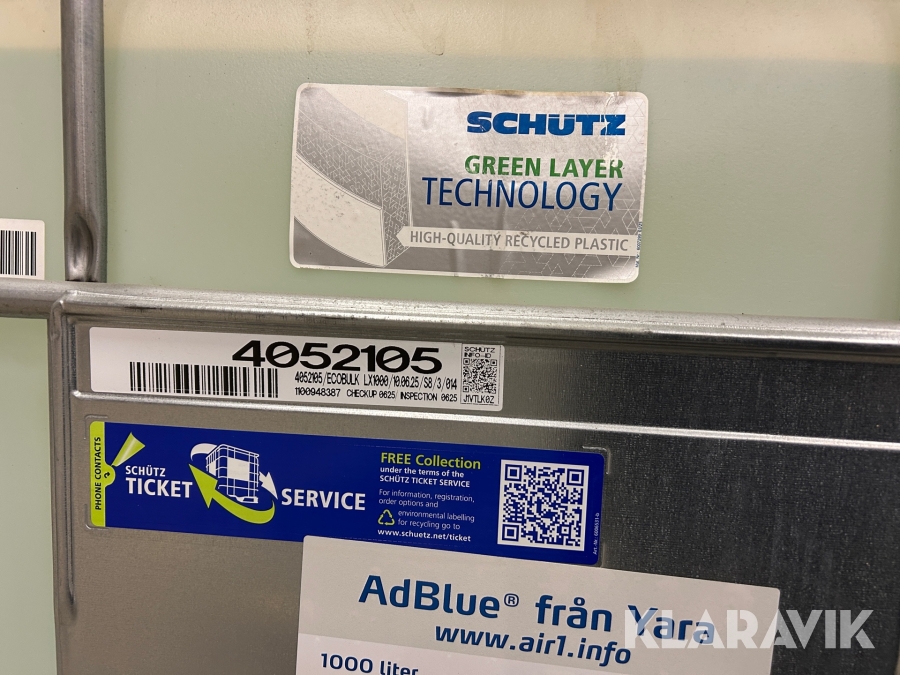 SCHÜTZ
GREEN LAYER
TECHNOLOGY
HIGH-QUALITY RECYCLED PLASTIC
4052105
4052105/ECOBULK LX1000/10.06.25/S8/3/014
1100948387 CHECKUP 0625/ INSPECTION 0625
SCHÜTZ
INFO-ID
J1VTLK0Z
PHONE CONTACTS
SCHÜTZ
TICKET
SERVICE
FREE Collection
under the terms of the
SCHÜTZ TICKET SERVICE
For information, registration,
order options and
environmental labelling
for recycling go to
www.schuetz.net/ticket
AdBlue® från Yara
www.air1.info
1000 liter
KLARAVIK